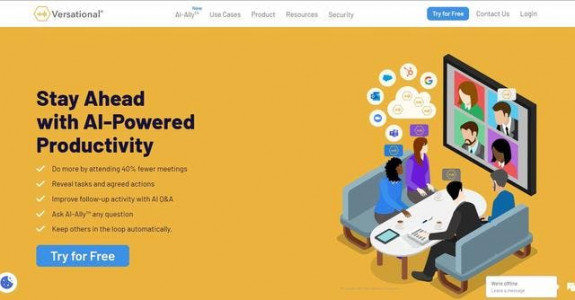 Versational®
New
AI-Ally™
Use Cases
Product
Resources
Security
Try for Free
Contact Us
Login
Stay Ahead
with AI-Powered
Productivity
Do more by attending 40% fewer meetings
Reveal tasks and agreed actions
Improve follow-up activity with AI Q&A
Ask AI-Ally™ any question
Keep others in the loop automatically.
Try for Free
We're offline
Leave a message